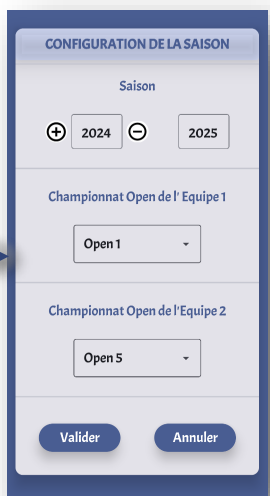 CONFIGURATION DE LA SAISON
Saison
2024 2025
Championnat Open de l' Equipe 1
Open 1
Championnat Open de l'Equipe 2
Open 5
Valider Annuler